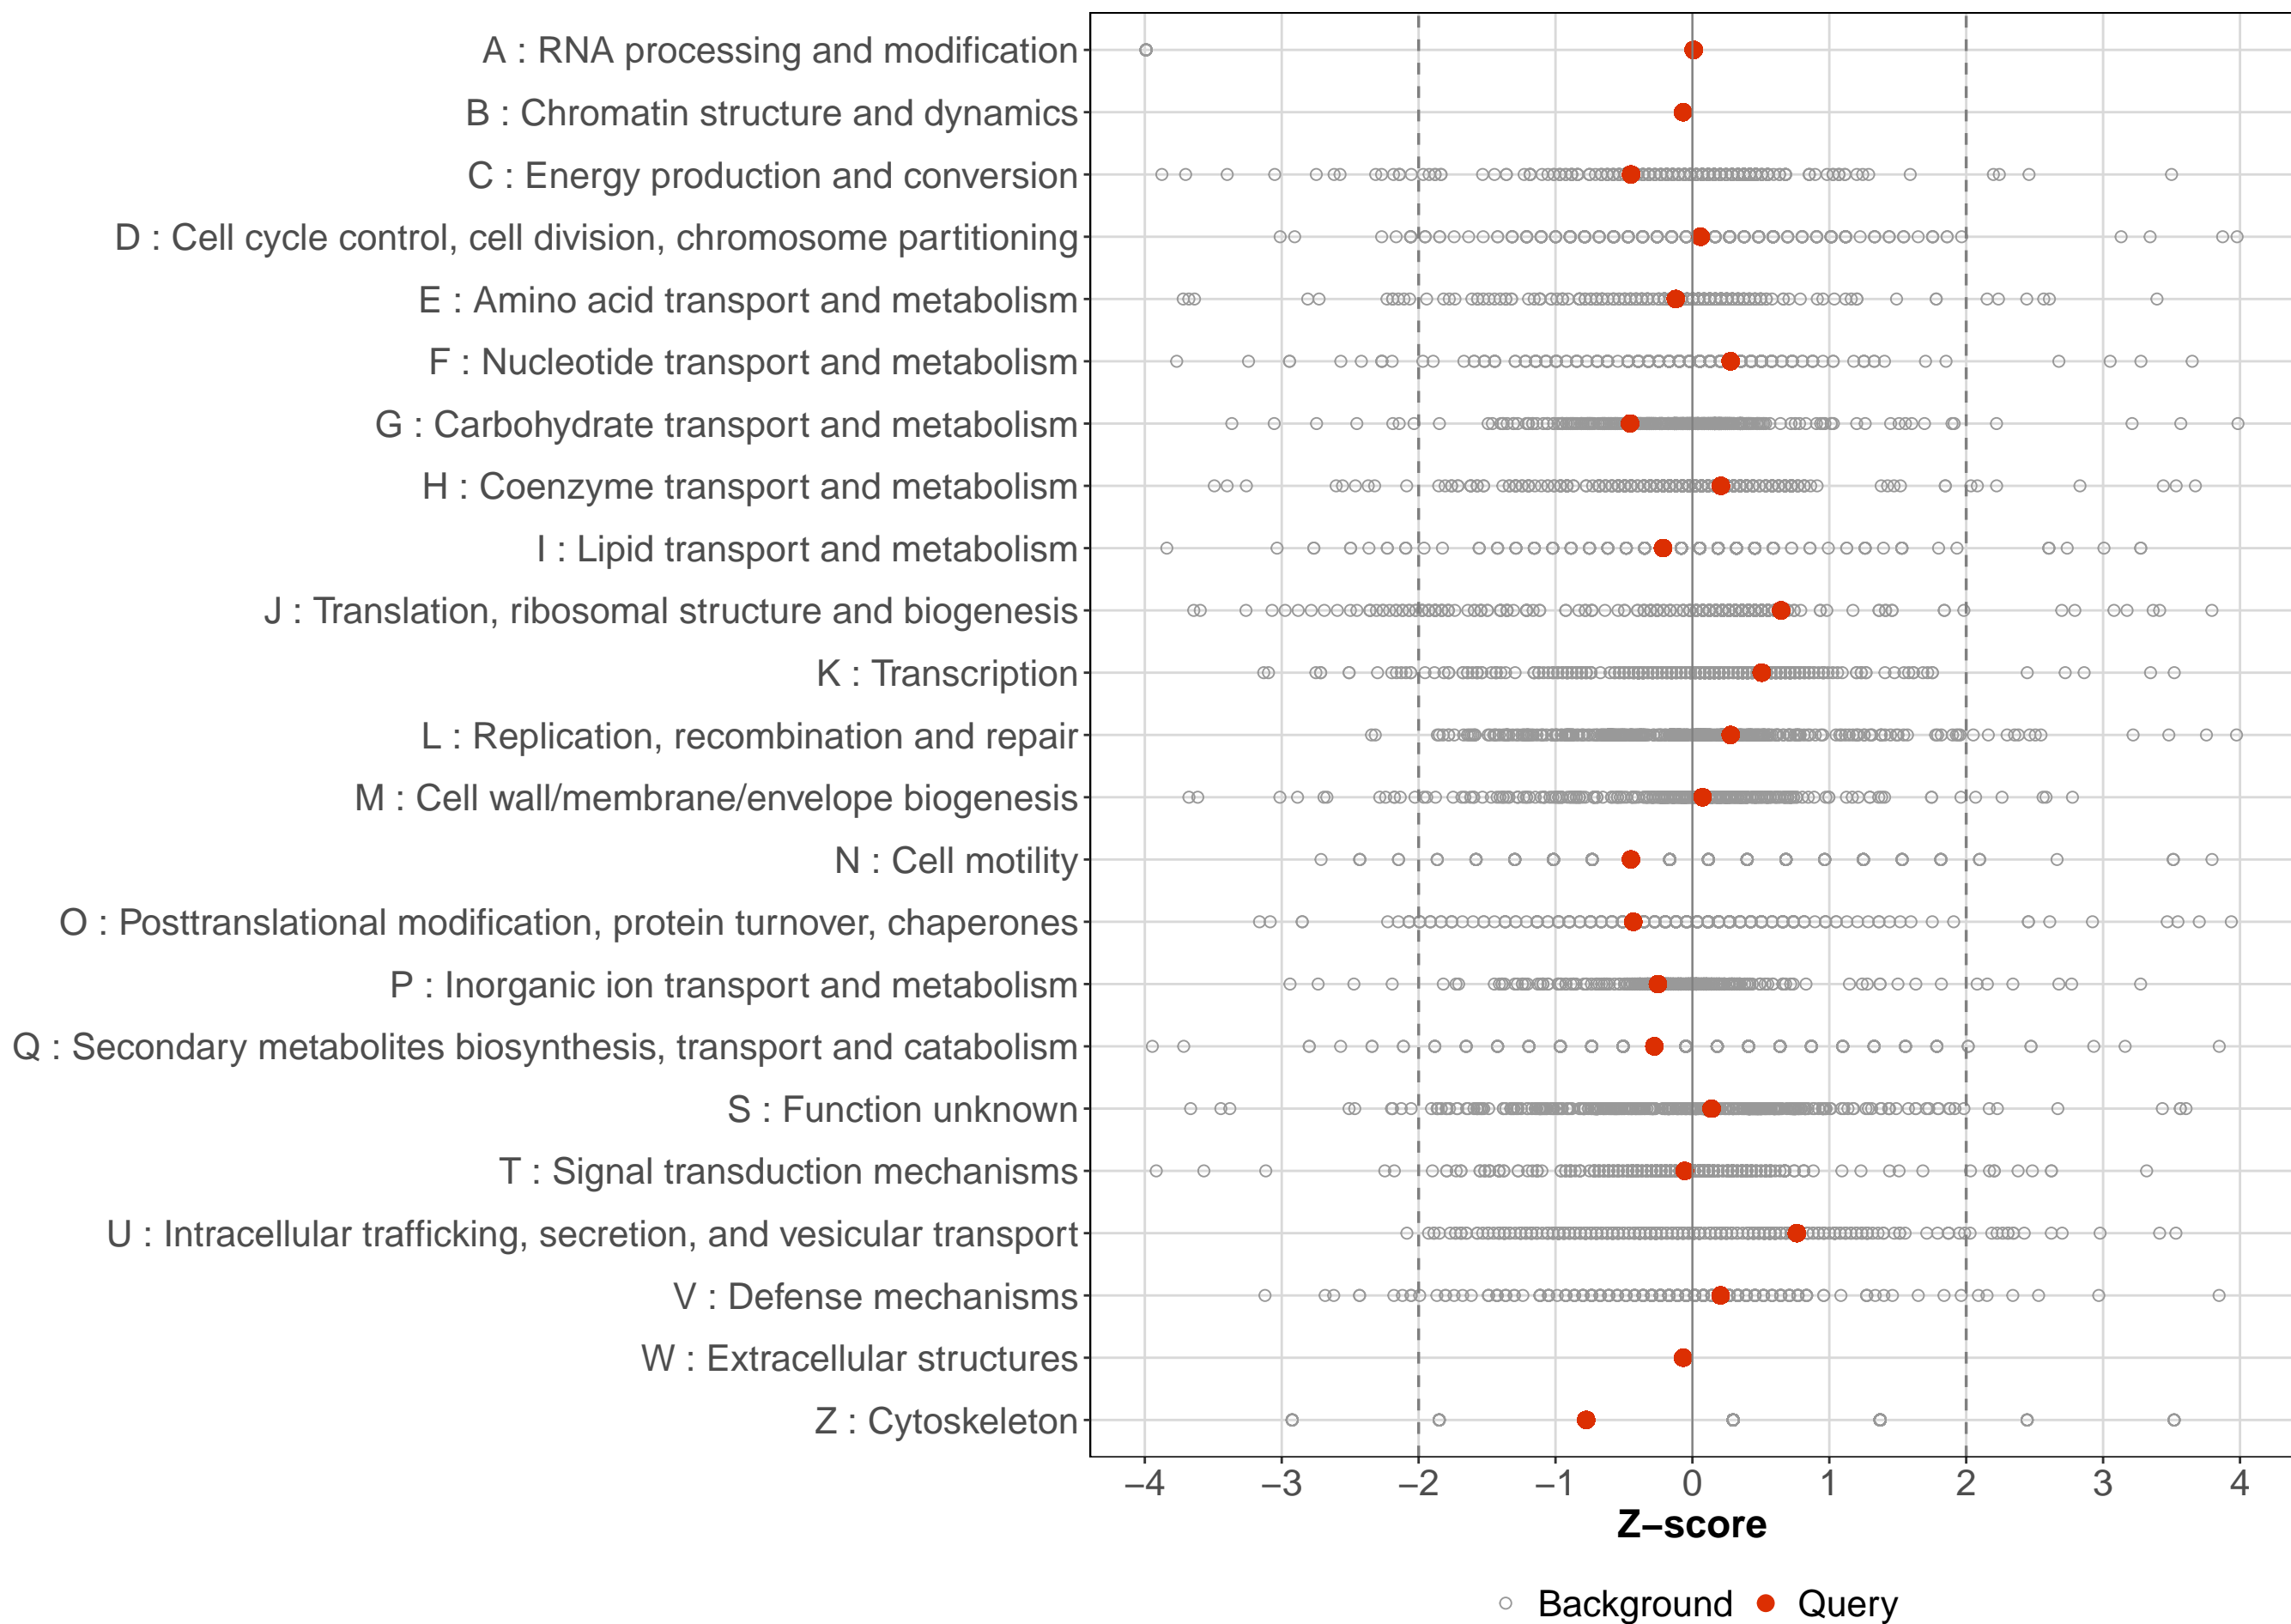 A : RNA processing and modification
B : Chromatin structure and dynamics
C : Energy production and conversion
D : Cell cycle control, cell division, chromosome partitioning
E : Amino acid transport and metabolism
F : Nucleotide transport and metabolism
G : Carbohydrate transport and metabolism
H : Coenzyme transport and metabolism
I : Lipid transport and metabolism
J : Translation, ribosomal structure and biogenesis
K : Transcription
L : Replication, recombination and repair
M : Cell wall/membrane/envelope biogenesis
N : Cell motility
O : Posttranslational modification, protein turnover, chaperones
P : Inorganic ion transport and metabolism
Q : Secondary metabolites biosynthesis, transport and catabolism
S : Function unknown
T : Signal transduction mechanisms
U : Intracellular trafficking, secretion, and vesicular transport
V : Defense mechanisms
W : Extracellular structures
Z : Cytoskeleton
−4 −3 −2 −1 0 1 2 3 4
Z−score
Background Query